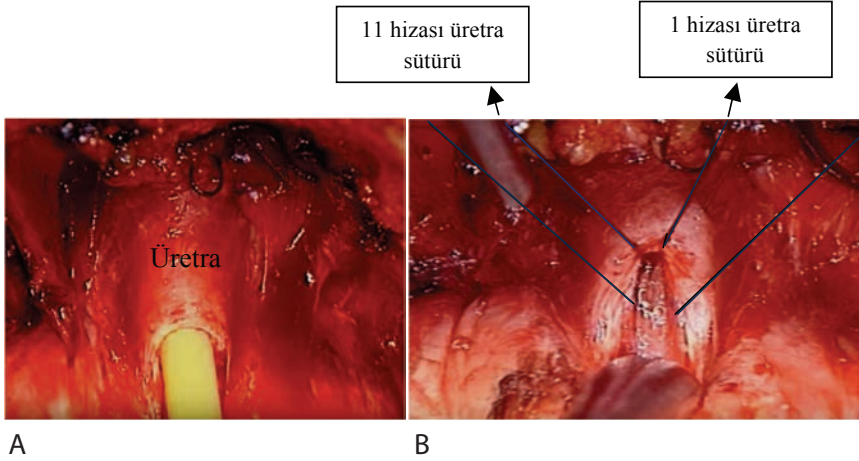 11 hizası üretra
sütürü
1 hizası üretra
sütürü
Üretra
A
B